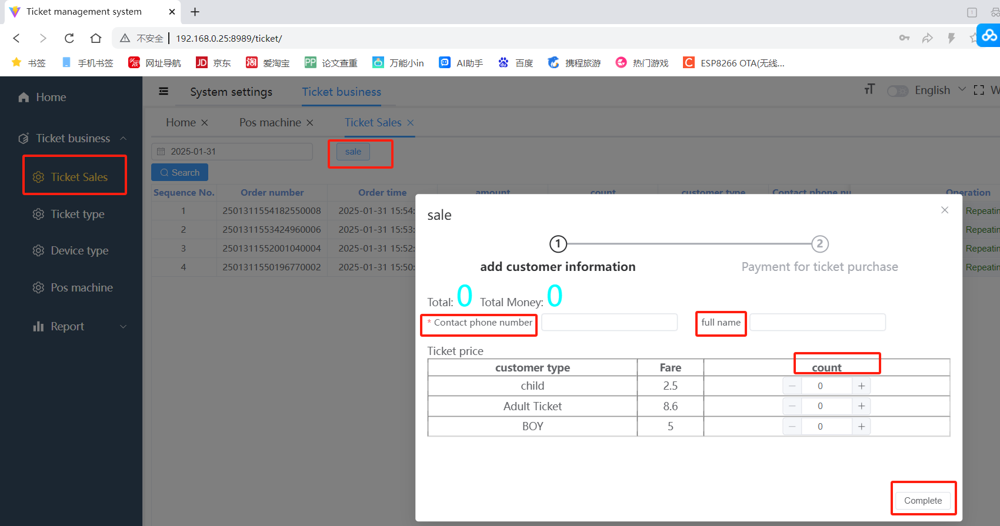 Ticket management system
不安全 192.168.0.25:8989/ticket/
书签 手机书签 网址导航 JD 京东 淘 爱淘宝 PP 论文查重 万能小in AI助手 百度 携程旅游 热门游戏 C ESP8266 OTA(无线...
Home
Ticket business
Ticket Sales
Ticket type
Device type
Pos machine
Report
System settings Ticket business English
Home Pos machine Ticket Sales
2025-01-31 sale
Search
Sequence No. Order number Order time amount count customer type Contact phone nu Operation
1 2501311554182550008 2025-01-31 15:54: Repeatin
2 2501311553424960006 2025-01-31 15:53: Repeatin
3 2501311552001040004 2025-01-31 15:52: Repeatin
4 2501311550196770002 2025-01-31 15:50: Repeatin
sale
1 2
add customer information Payment for ticket purchase
Total: 0 Total Money: 0
* Contact phone number full name
Ticket price
customer type Fare count
child 2.5 − 0 +
Adult Ticket 8.6 − 0 +
BOY 5 − 0 +
Complete